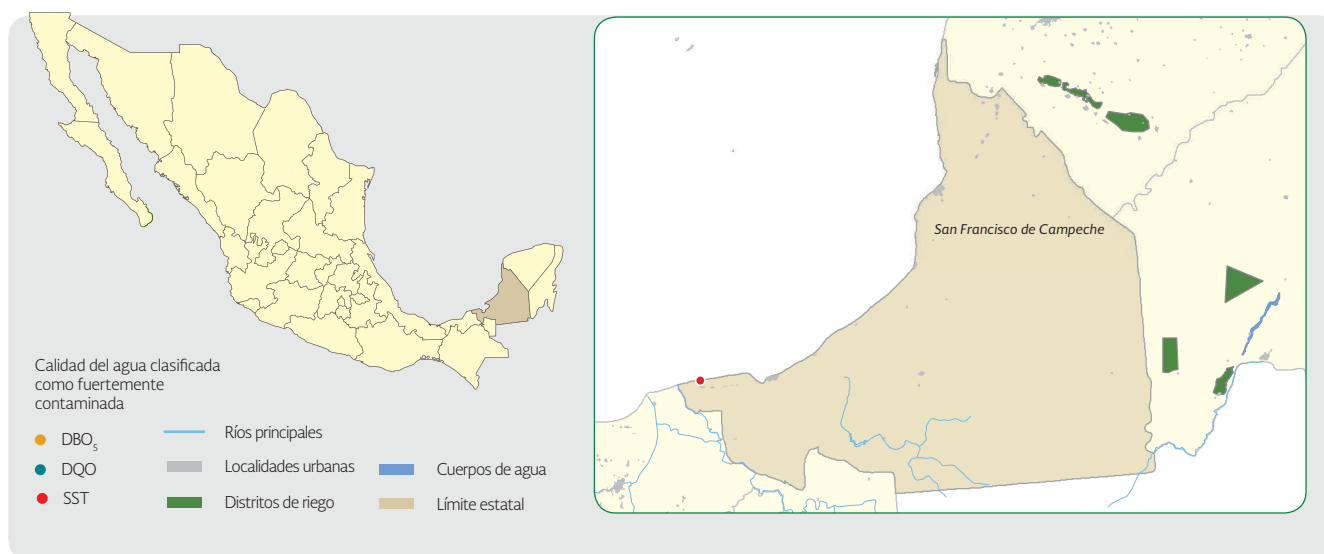 San Francisco de Campeche
Calidad del agua clasificada
como fuertemente
contaminada
DBO5
DQO
SST
Ríos principales
Localidades urbanas
Distritos de riego
Cuerpos de agua
Límite estatal